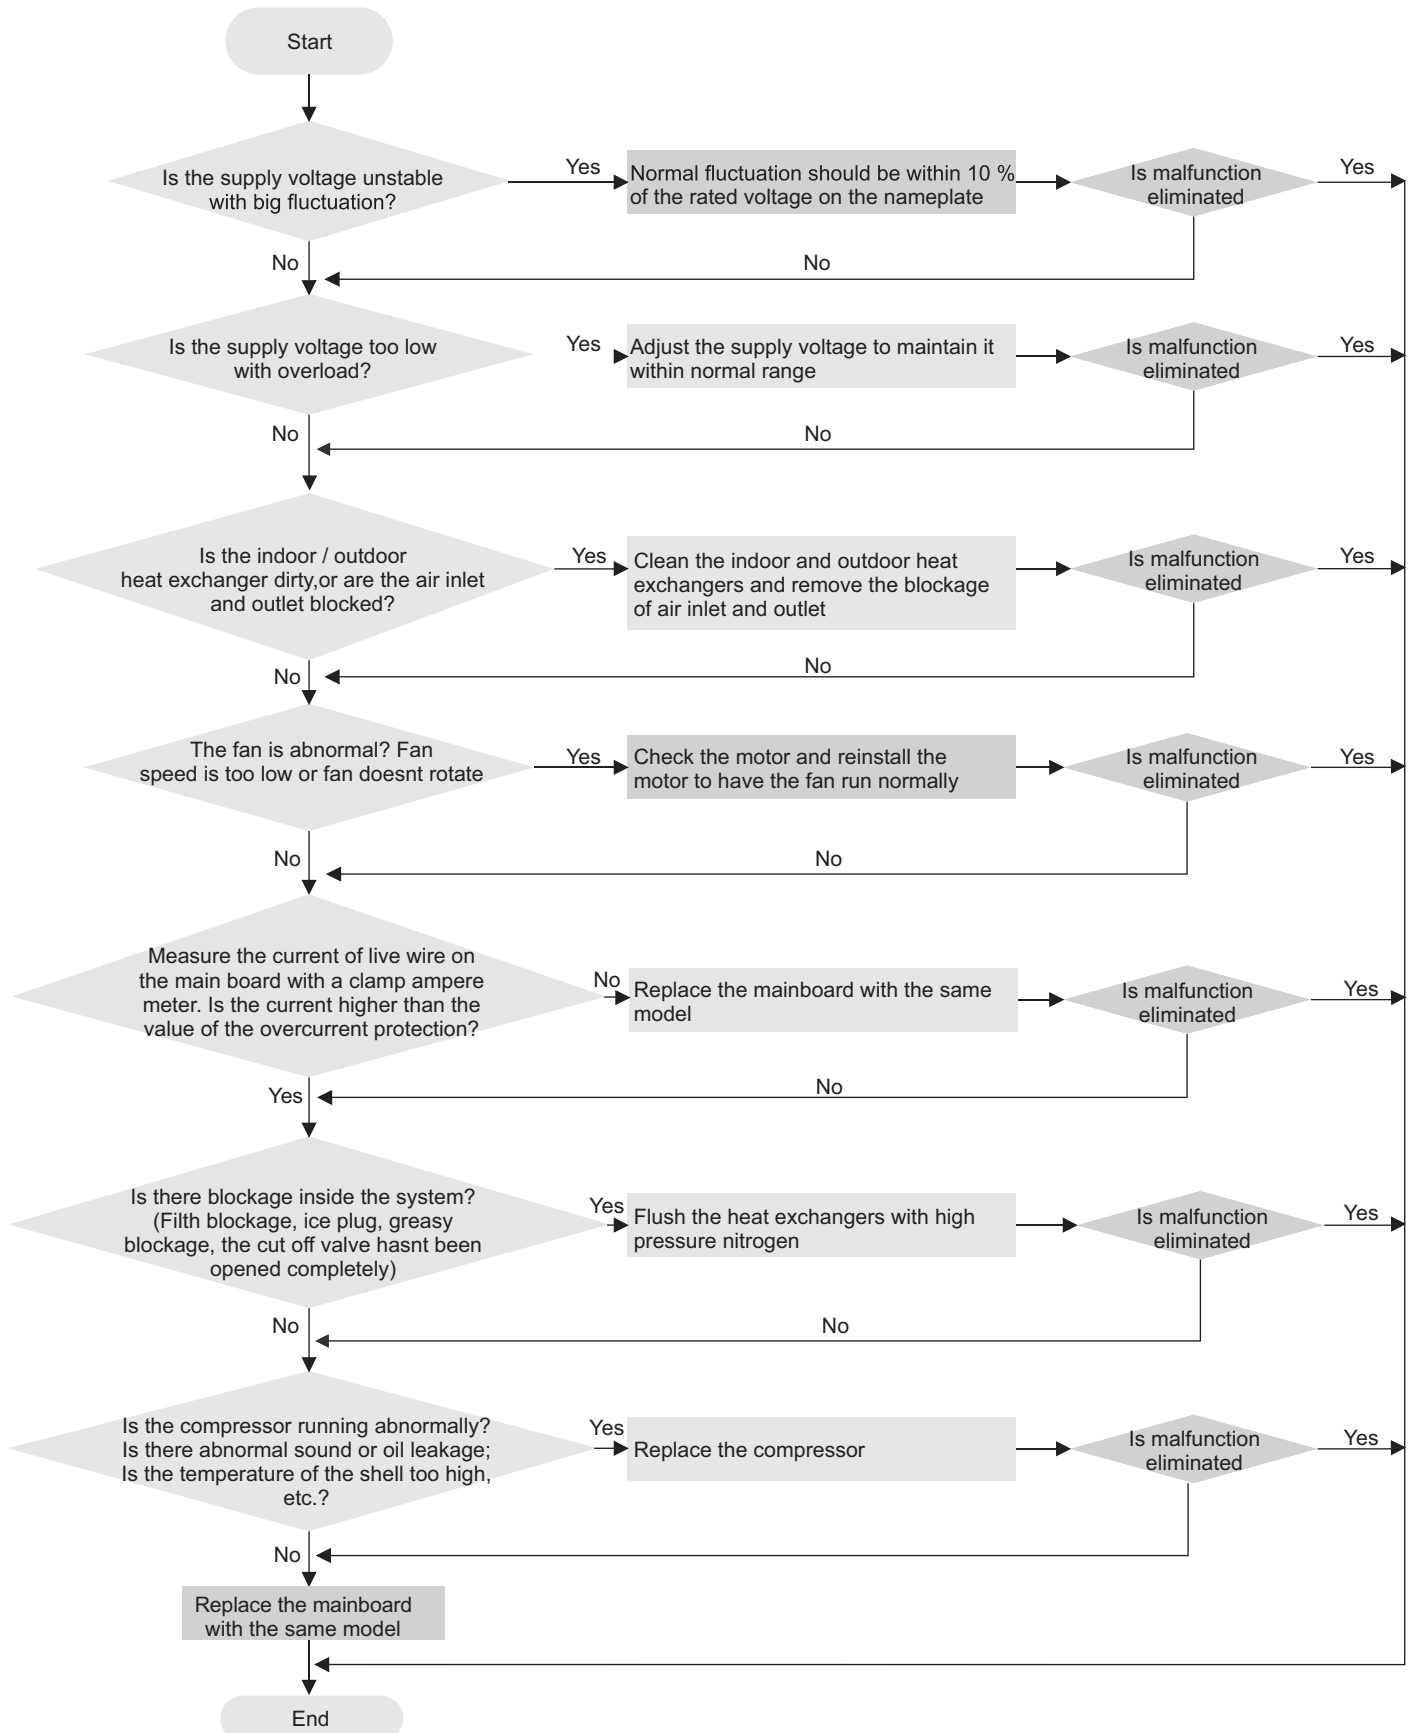 Start
Is the supply voltage unstable
with big fluctuation?
Yes
Normal fluctuation should be within 10 %
of the rated voltage on the nameplate
Is malfunction
eliminated
Yes
No
No
Is the supply voltage too low
with overload?
Yes
Adjust the supply voltage to maintain it
within normal range
Is malfunction
eliminated
Yes
No
No
Is the indoor / outdoor
heat exchanger dirty,or are the air inlet
and outlet blocked?
Yes
Clean the indoor and outdoor heat
exchangers and remove the blockage
of air inlet and outlet
Is malfunction
eliminated
Yes
No
No
The fan is abnormal? Fan
speed is too low or fan doesnt rotate
Yes
Check the motor and reinstall the
motor to have the fan run normally
Is malfunction
eliminated
Yes
No
No
Measure the current of live wire on
the main board with a clamp ampere
meter. Is the current higher than the
value of the overcurrent protection?
No
Replace the mainboard with the same
model
Is malfunction
eliminated
Yes
Yes
No
Is there blockage inside the system?
(Filth blockage, ice plug, greasy
blockage, the cut off valve hasnt been
opened completely)
Yes
Flush the heat exchangers with high
pressure nitrogen
Is malfunction
eliminated
Yes
No
No
Is the compressor running abnormally?
Is there abnormal sound or oil leakage;
Is the temperature of the shell too high,
etc.?
Yes
Replace the compressor
Is malfunction
eliminated
Yes
No
Replace the mainboard
with the same model
End